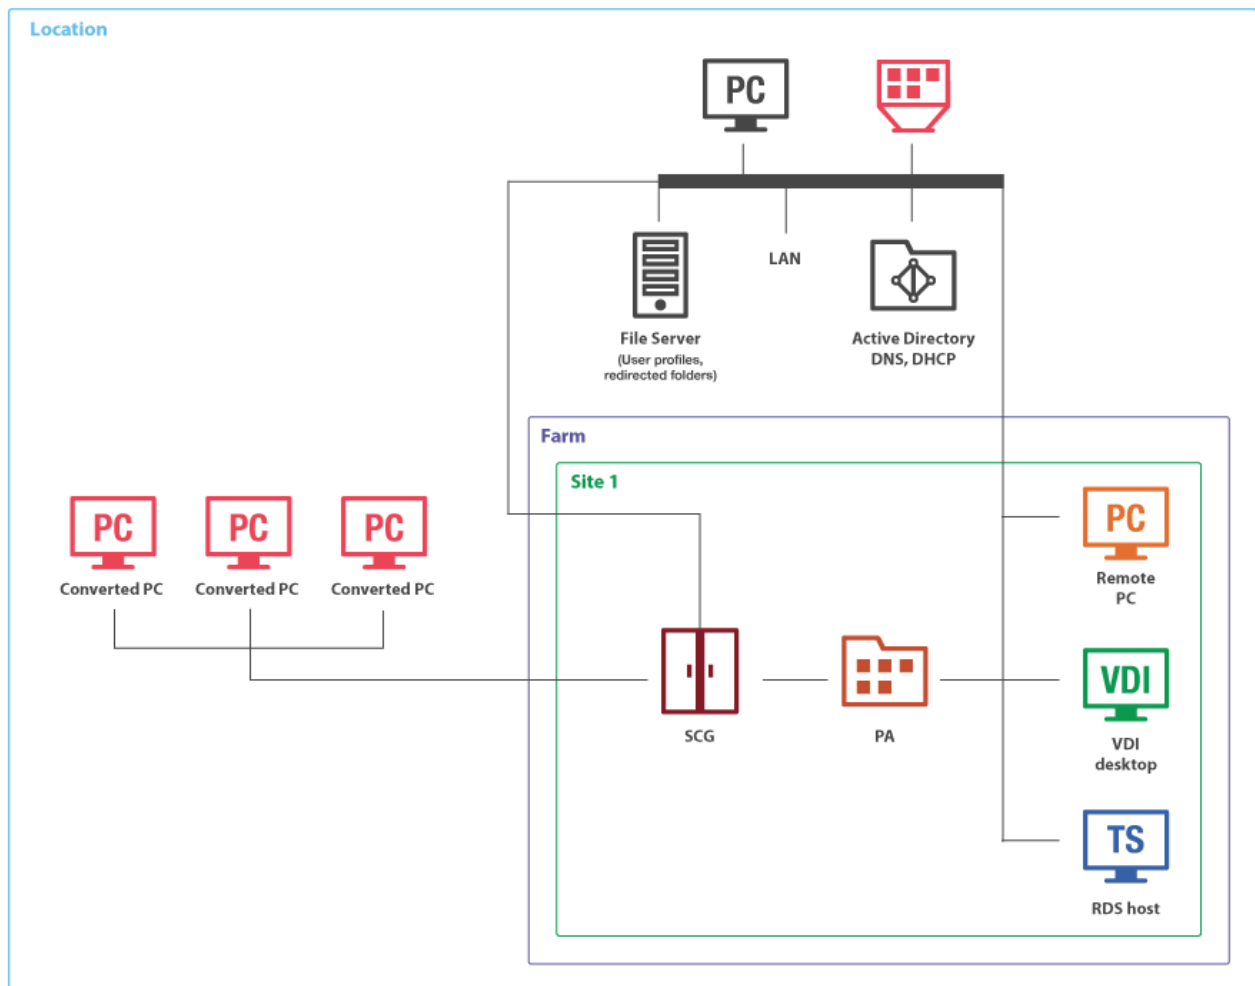 Location
PC
LAN
File Server
(User profiles,
redirected folders)
Active Directory
DNS, DHCP
Farm
Site 1
PC
PC
PC
Converted PC
Converted PC
Converted PC
PC
Remote
PC
SCG
PA
VDI
VDI
desktop
TS
RDS host